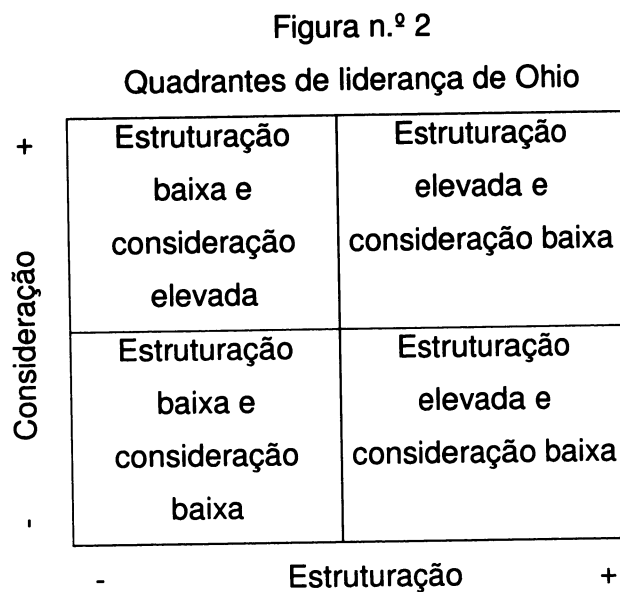 Figura n.º 2
Quadrantes de liderança de Ohio
+
Consideração
-
Estruturação
baixa e
consideração
elevada
Estruturação
elevada e
consideração baixa
Estruturação
baixa e
consideração
baixa
Estruturação
elevada e
consideração baixa
- Estruturação +